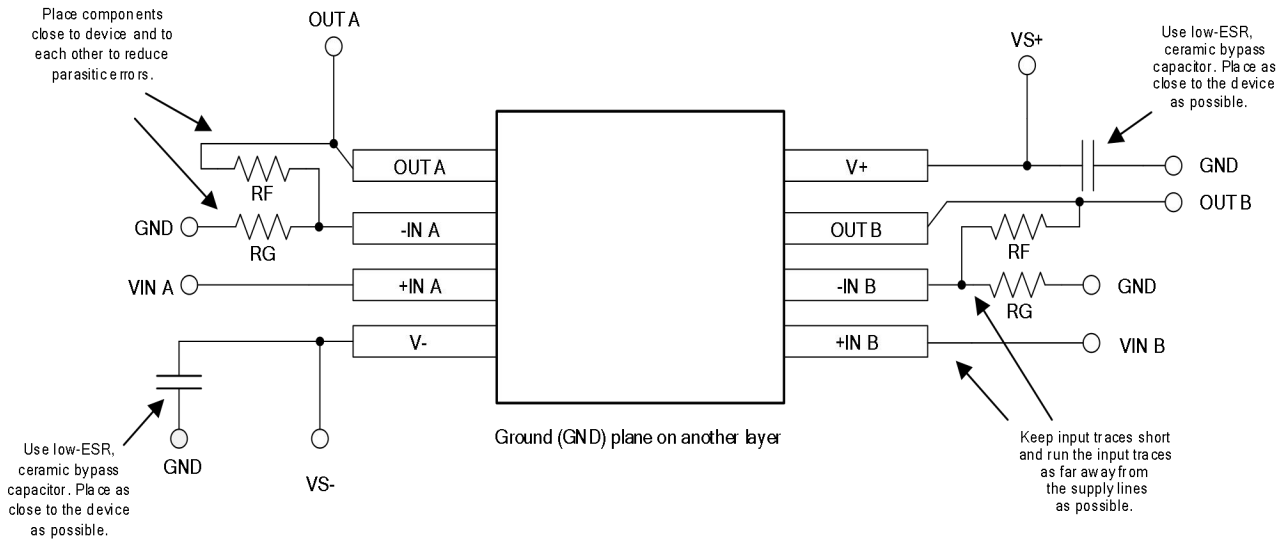 Place components
close to device and to
each other to reduce
parasitic errors.
OUT A
VS+
Use low-ESR,
ceramic bypass
capacitor. Place as
close to the device
as possible.
OUT A
RF
GND
RG
-IN A
VIN A
+IN A
V-
V+
GND
OUT B
OUT B
RF
-IN B
GND
RG
+IN B
VIN B
Ground (GND) plane on another layer
Use low-ESR,
ceramic bypass
capacitor. Place as
close to the device
as possible.
GND
VS-
Keep input traces short
and run the input traces
as far away from
the supply lines
as possible.